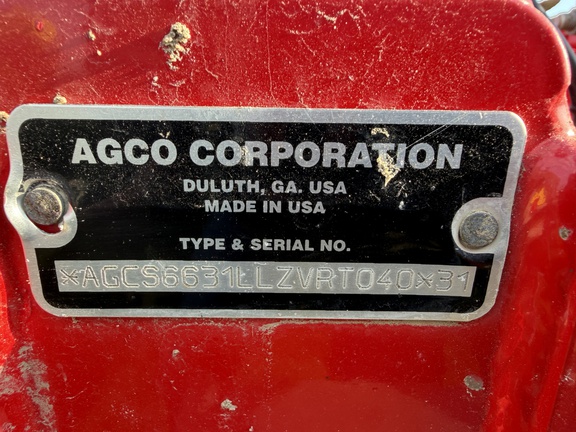 AGCO CORPORATION
DULUTH, GA. USA
MADE IN USA
TYPE & SERIAL NO.
*AGCS6631LLZVRT040*31